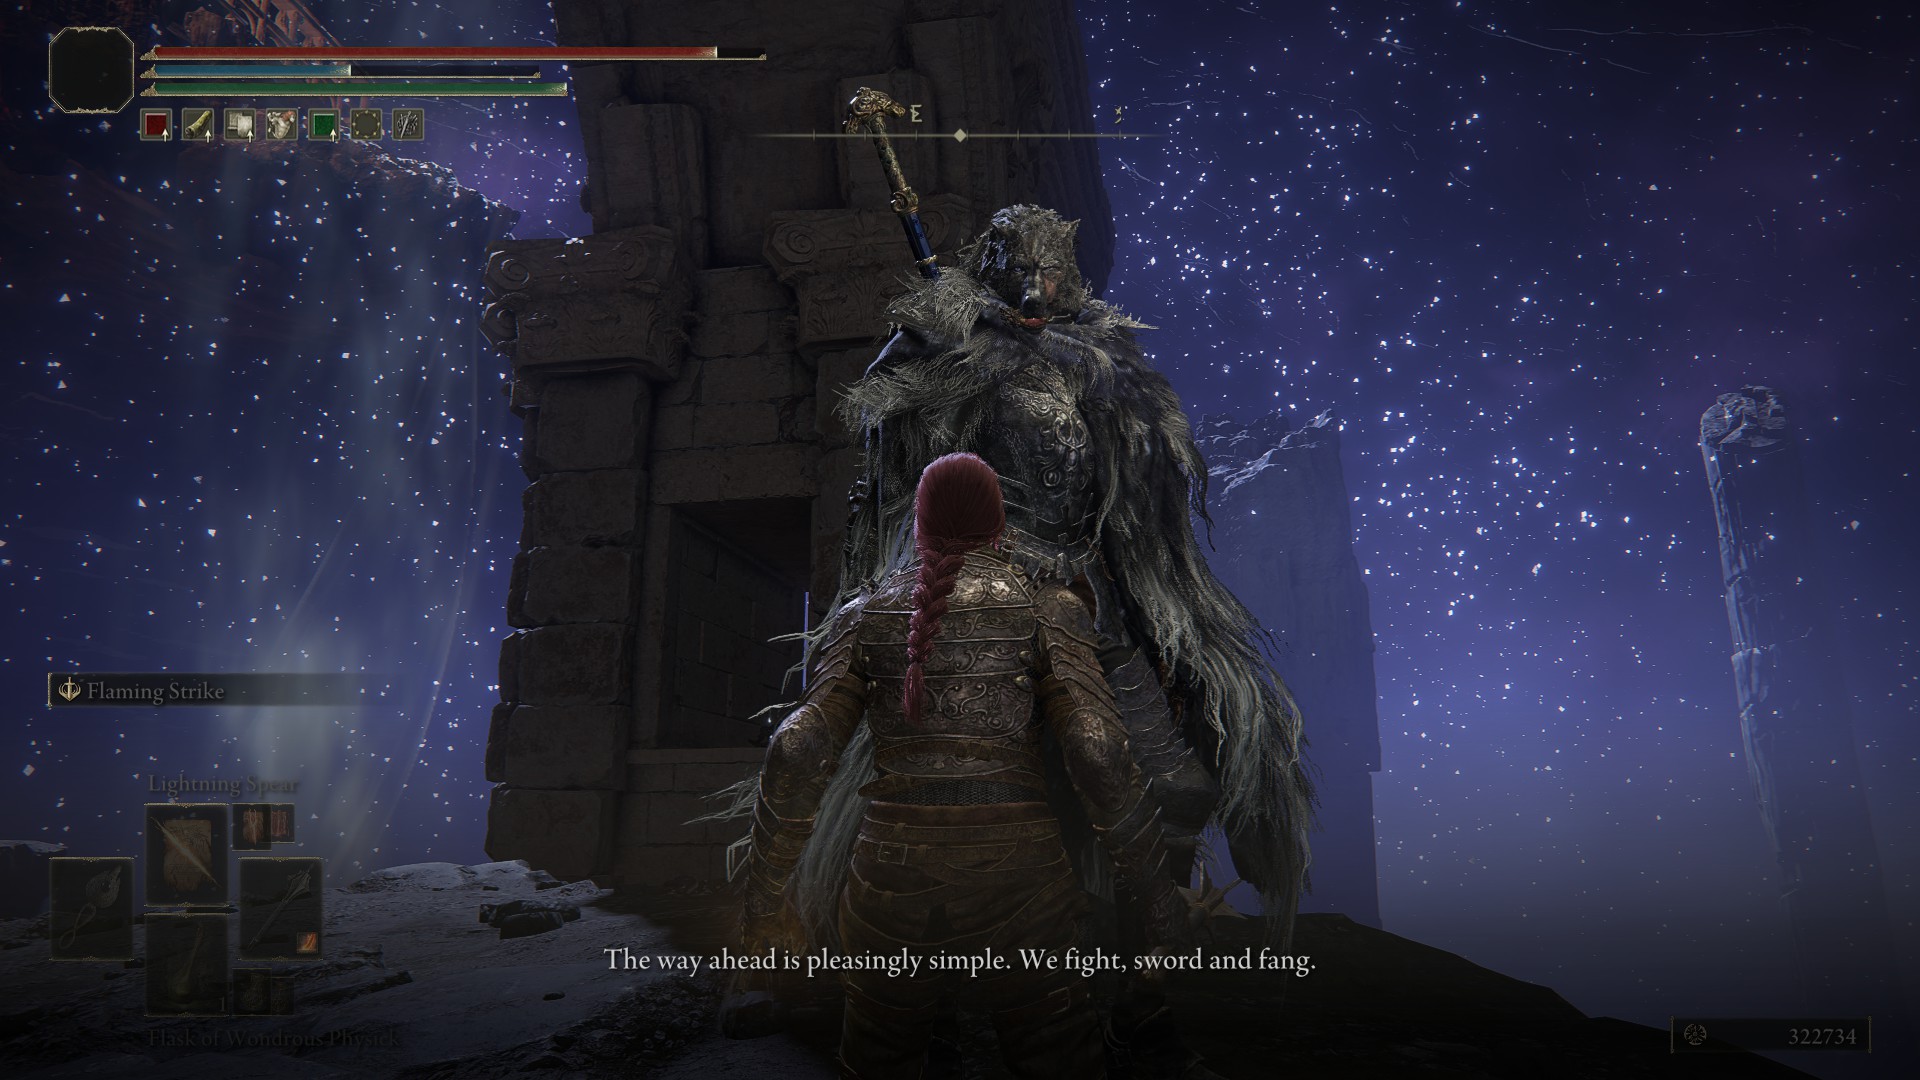 E
Flaming Strike
Lightning Spear
1
Flask of Wondrous Physick
The way ahead is pleasingly simple. We fight, sword and fang.
322734